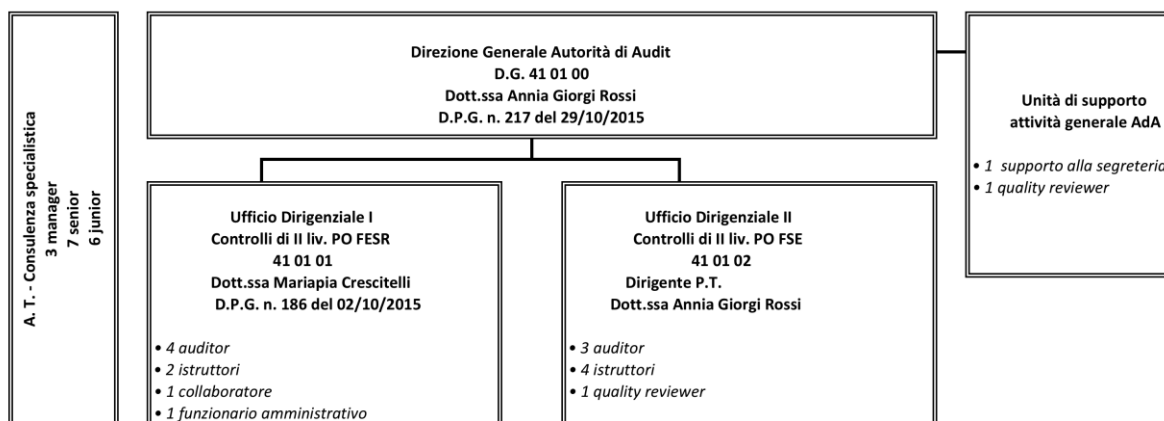 A. T. - Consulenza specialistica
3 manager
7 senior
6 junior
Direzione Generale Autorità di Audit
D.G. 41 01 00
Dott.ssa Annia Giorgi Rossi
D.P.G. n. 217 del 29/10/2015
Unità di supporto
attività generale AdA
• 1 supporto alla segreteria
• 1 quality reviewer
Ufficio Dirigenziale I
Controlli di II liv. PO FESR
41 01 01
Dott.ssa Mariapia Crescitelli
D.P.G. n. 186 del 02/10/2015
• 4 auditor
• 2 istruttori
• 1 collaboratore
• 1 funzionario amministrativo
Ufficio Dirigenziale II
Controlli di II liv. PO FSE
41 01 02
Dirigente P.T.
Dott.ssa Annia Giorgi Rossi
• 3 auditor
• 4 istruttori
• 1 quality reviewer